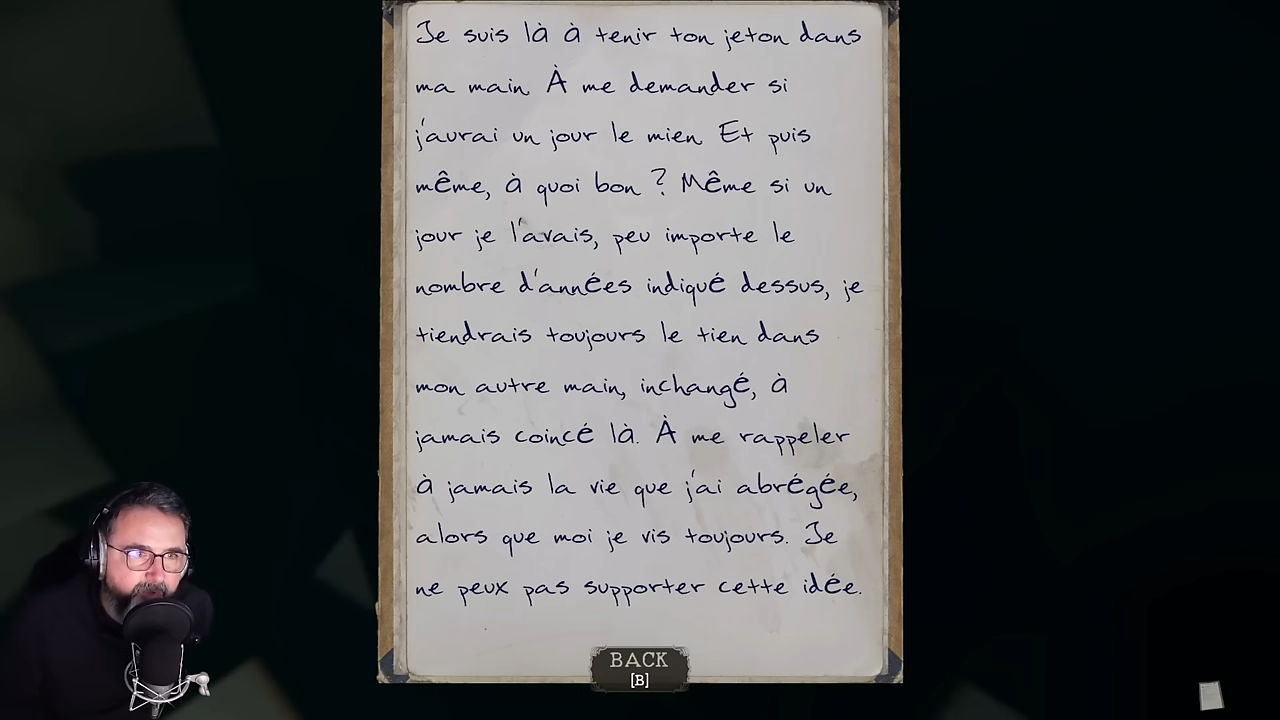 Je suis là à tenir ton jeton dans
ma main. À me demander si
j'aurai un jour le mien. Et puis
même, à quoi bon ? Même si un
jour je l'avais, peu importe le
nombre d'années indiqué dessus, je
tiendrais toujours le tien dans
mon autre main, inchangé, à
jamais coincé là. À me rappeler
à jamais la vie que j'ai abrégée,
alors que moi je vis toujours. Je
ne peux pas supporter cette idée.
BACK
[B]